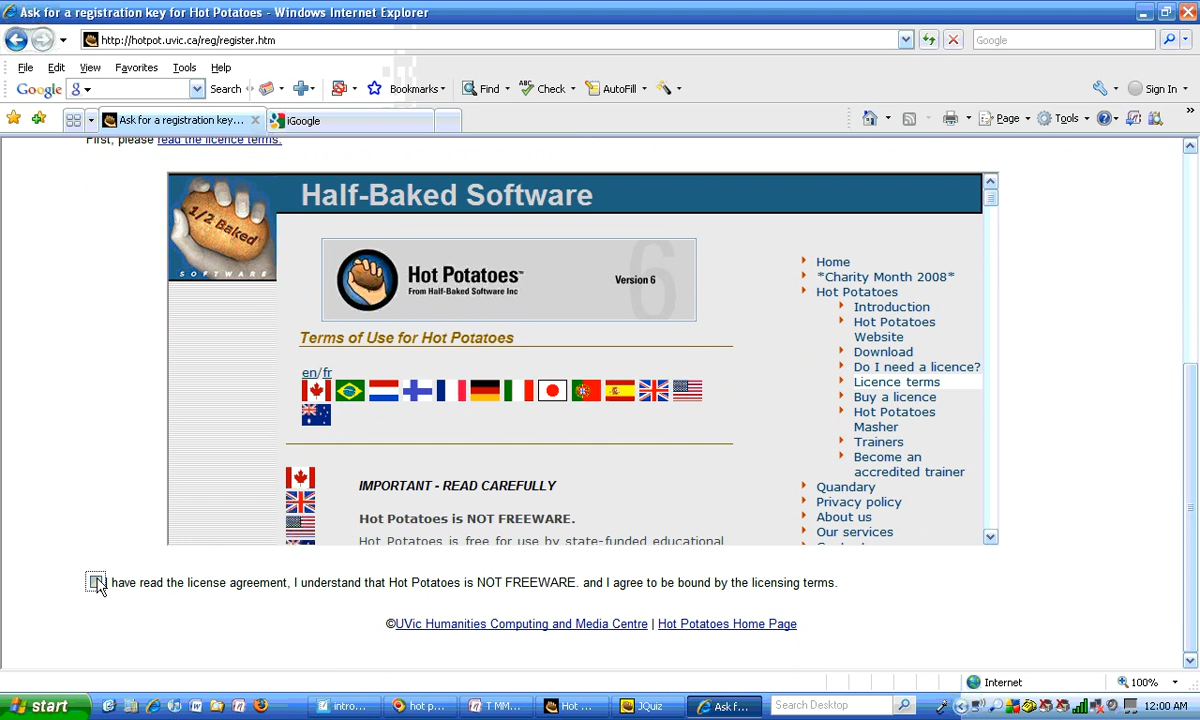 Ask for a registration key for Hot Potatoes - Windows Internet Explorer
http://hotpot.uvic.ca/reg/register.htm
Google
File Edit View Favorites Tools Help
Google
Search
Bookmarks
Find
Check
AutoFill
Sign In
Ask for a registration key...
iGoogle
Page
Tools
First, please read the licence terms.
Half-Baked Software
1/2 Baked
SOFTWARE
Hot Potatoes™
From Half-Baked Software Inc
Version 6
6
Terms of Use for Hot Potatoes
en/fr
IMPORTANT - READ CAREFULLY
Hot Potatoes is NOT FREEWARE.
Hot Potatoes is free for use by state-funded educational
Home
*Charity Month 2008*
Hot Potatoes
Introduction
Hot Potatoes
Website
Download
Do I need a licence?
Licence terms
Buy a licence
Hot Potatoes
Masher
Trainers
Become an
accredited trainer
Quandary
Privacy policy
About us
Our services
have read the license agreement, I understand that Hot Potatoes is NOT FREEWARE. and I agree to be bound by the licensing terms.
©UVic Humanities Computing and Media Centre | Hot Potatoes Home Page
Internet
100%
start
intro...
hot p...
T MM...
Hot ...
JQuiz
Ask f...
Search Desktop
12:00 AM